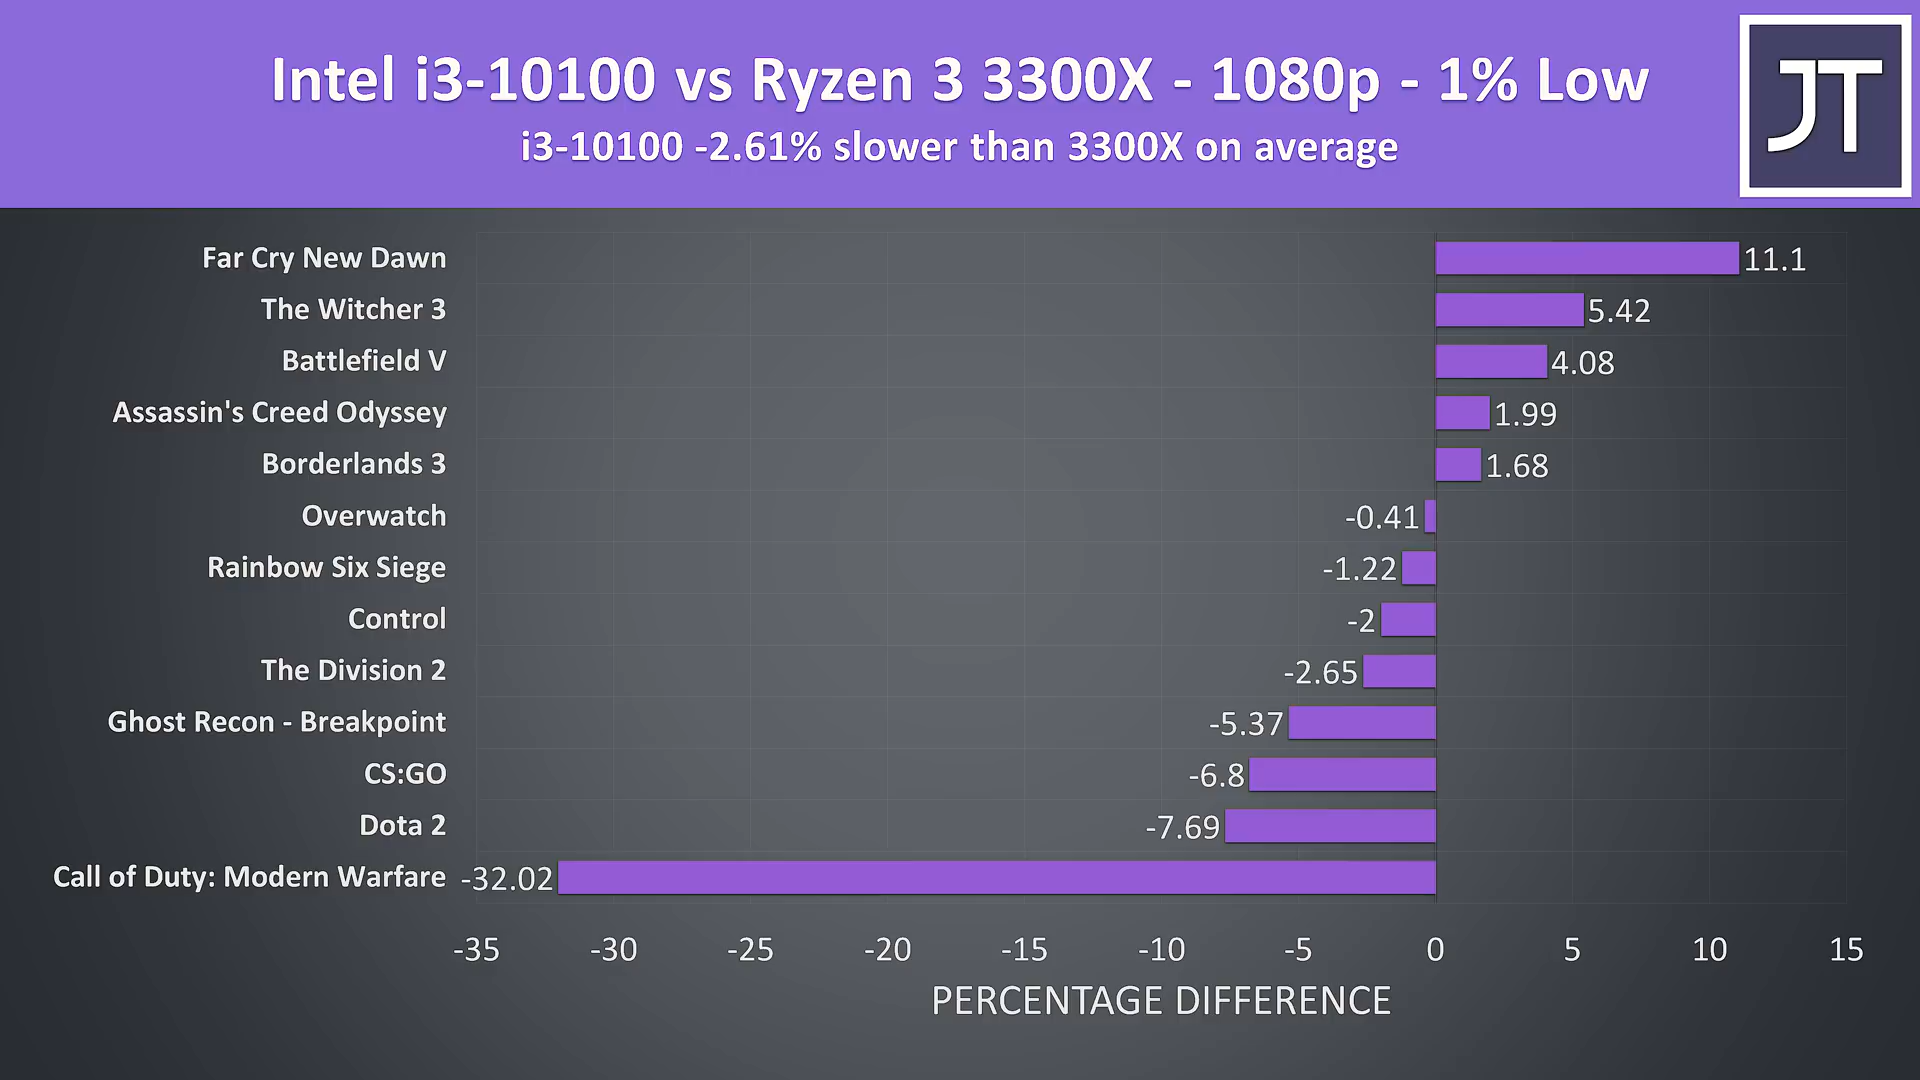 Intel i3-10100 vs Ryzen 3 3300X - 1080p - 1% Low
i3-10100 -2.61% slower than 3300X on average
JT
Far Cry New Dawn 11.1
The Witcher 3 5.42
Battlefield V 4.08
Assassin's Creed Odyssey 1.99
Borderlands 3 1.68
Overwatch -0.41
Rainbow Six Siege -1.22
Control -2
The Division 2 -2.65
Ghost Recon - Breakpoint -5.37
CS:GO -6.8
Dota 2 -7.69
Call of Duty: Modern Warfare -32.02
-35 -30 -25 -20 -15 -10 -5 0 5 10 15
PERCENTAGE DIFFERENCE